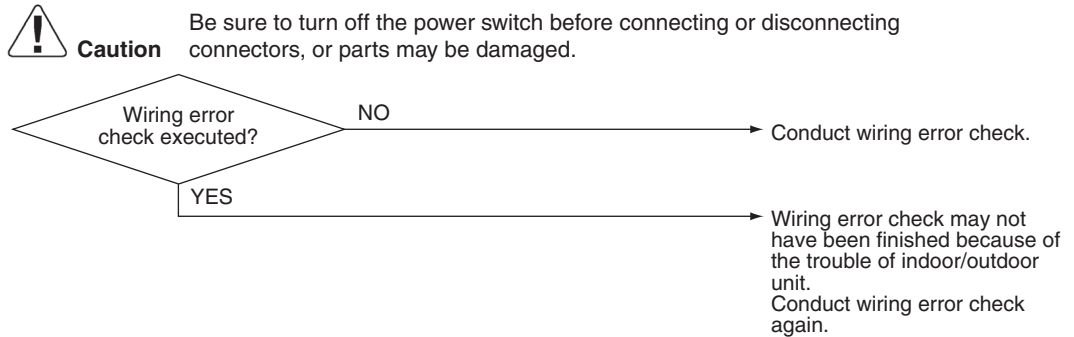 Be sure to turn off the power switch before connecting or disconnecting
Caution connectors, or parts may be damaged.
Wiring error
check executed?
NO
Conduct wiring error check.
YES
Wiring error check may not
have been finished because of
the trouble of indoor/outdoor
unit.
Conduct wiring error check
again.